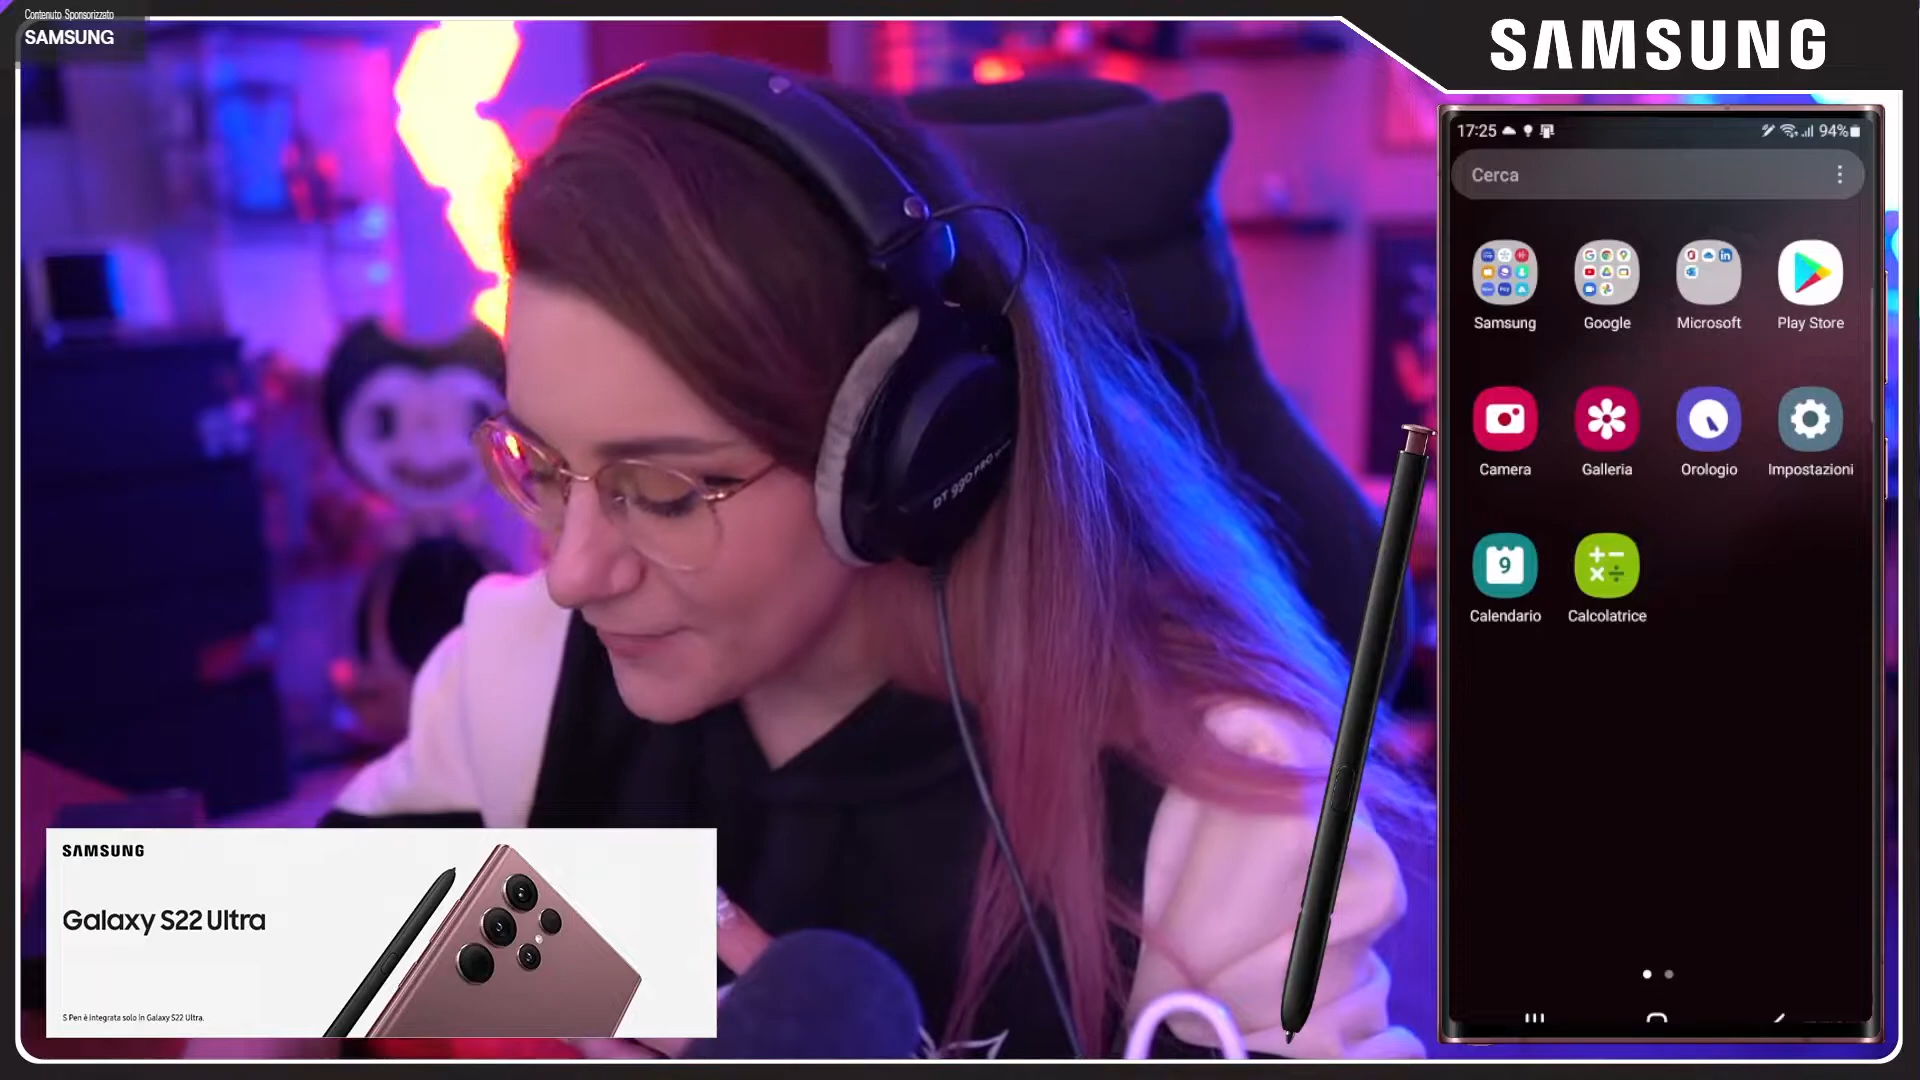 Contenuto Sponsorizzato
SAMSUNG
SAMSUNG
17:25 94%
Cerca
Samsung Google Microsoft Play Store
Camera Galleria Orologio Impostazioni
9
Calendario Calcolatrice
DT 990 PRO
SAMSUNG
Galaxy S22 Ultra
S Pen è integrata solo in Galaxy S22 Ultra.